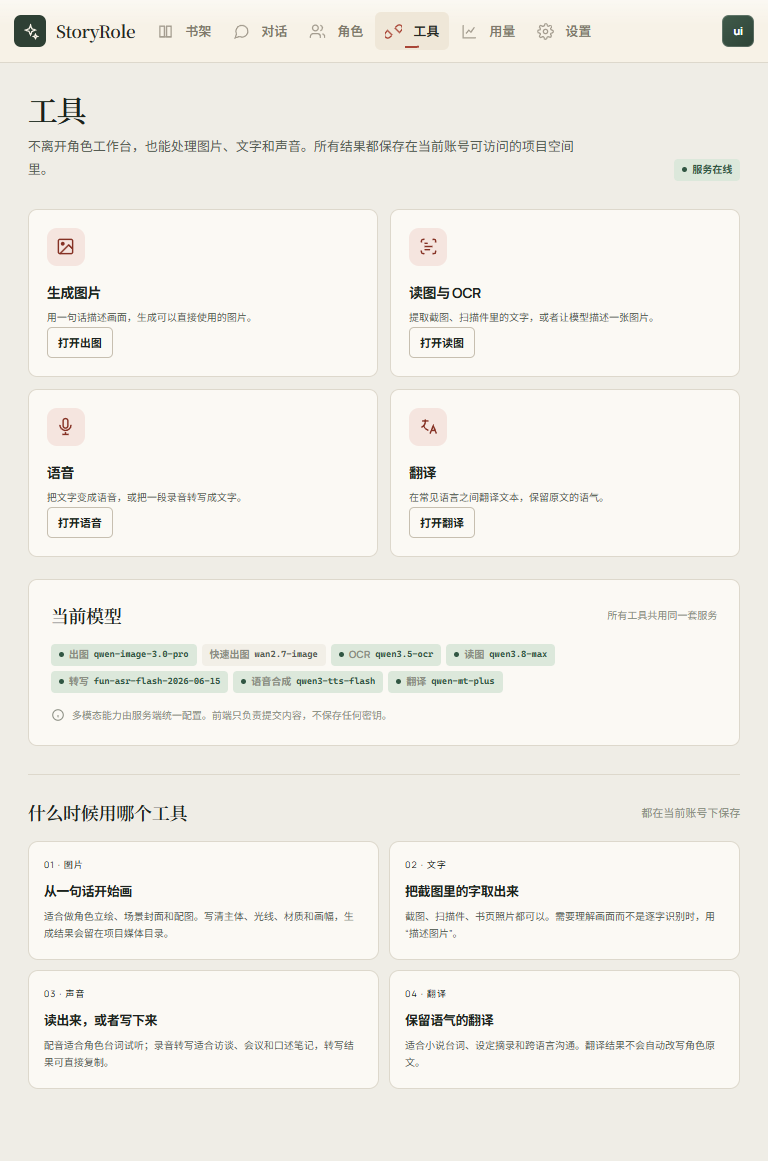 StoryRole 书架 对话 角色 工具 用量 设置 ui
工具
不离开角色工作台，也能处理图片、文字和声音。所有结果都保存在当前账号可访问的项目空间
里。
服务在线
生成图片
用一句话描述画面，生成可以直接使用的图片。
打开出图
读图与 OCR
提取截图、扫描件里的文字，或者让模型描述一张图片。
打开读图
语音
把文字变成语音，或把一段录音转写成文字。
打开语音
翻译
在常见语言之间翻译文本，保留原文的语气。
打开翻译
当前模型
所有工具共用同一套服务
出图 qwen-image-3.0-pro 快速出图 wan2.7-image OCR qwen3.5-ocr 读图 qwen3.8-max
转写 fun-asr-flash-2026-06-15 语音合成 qwen3-tts-flash 翻译 qwen-mt-plus
多模态能力由服务端统一配置。前端只负责提交内容，不保存任何密钥。
什么时候用哪个工具
都在当前账号下保存
01 · 图片
从一句话开始画
适合做角色立绘、场景封面和配图。写清主体、光线、材质和画幅，生
成结果会留在项目媒体目录。
02 · 文字
把截图里的字取出来
截图、扫描件、书页照片都可以。需要理解画面而不是逐字识别时，用
“描述图片”。
03 · 声音
读出来，或者写下来
配音适合角色台词试听；录音转写适合访谈、会议和口述笔记，转写结
果可直接复制。
04 · 翻译
保留语气的翻译
适合小说台词、设定摘录和跨语言沟通。翻译结果不会自动改写角色原
文。